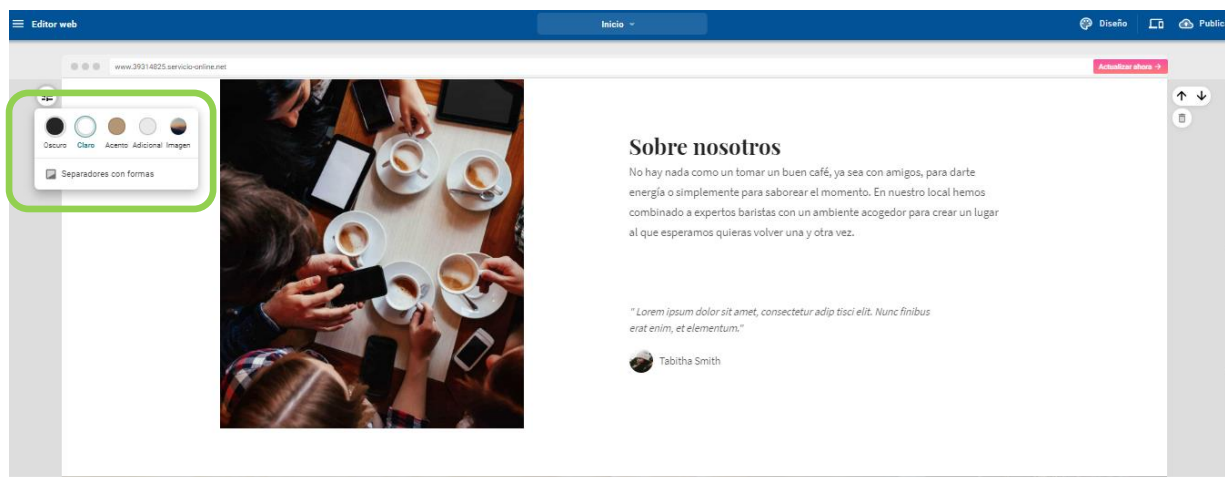 Editor web
Inicio
Diseño
Public
www.39314825.servicio-online.net
Actualizar ahora →
Oscuro Claro Acento Adicional Imagen
Separadores con formas
Sobre nosotros
No hay nada como un tomar un buen café, ya sea con amigos, para darte
energía o simplemente para saborear el momento. En nuestro local hemos
combinado a expertos baristas con un ambiente acogedor para crear un lugar
al que esperamos quieras volver una y otra vez.
" Lorem ipsum dolor sit amet, consectetur adip tisci elit. Nunc finibus
erat enim, et elementum."
Tabitha Smith